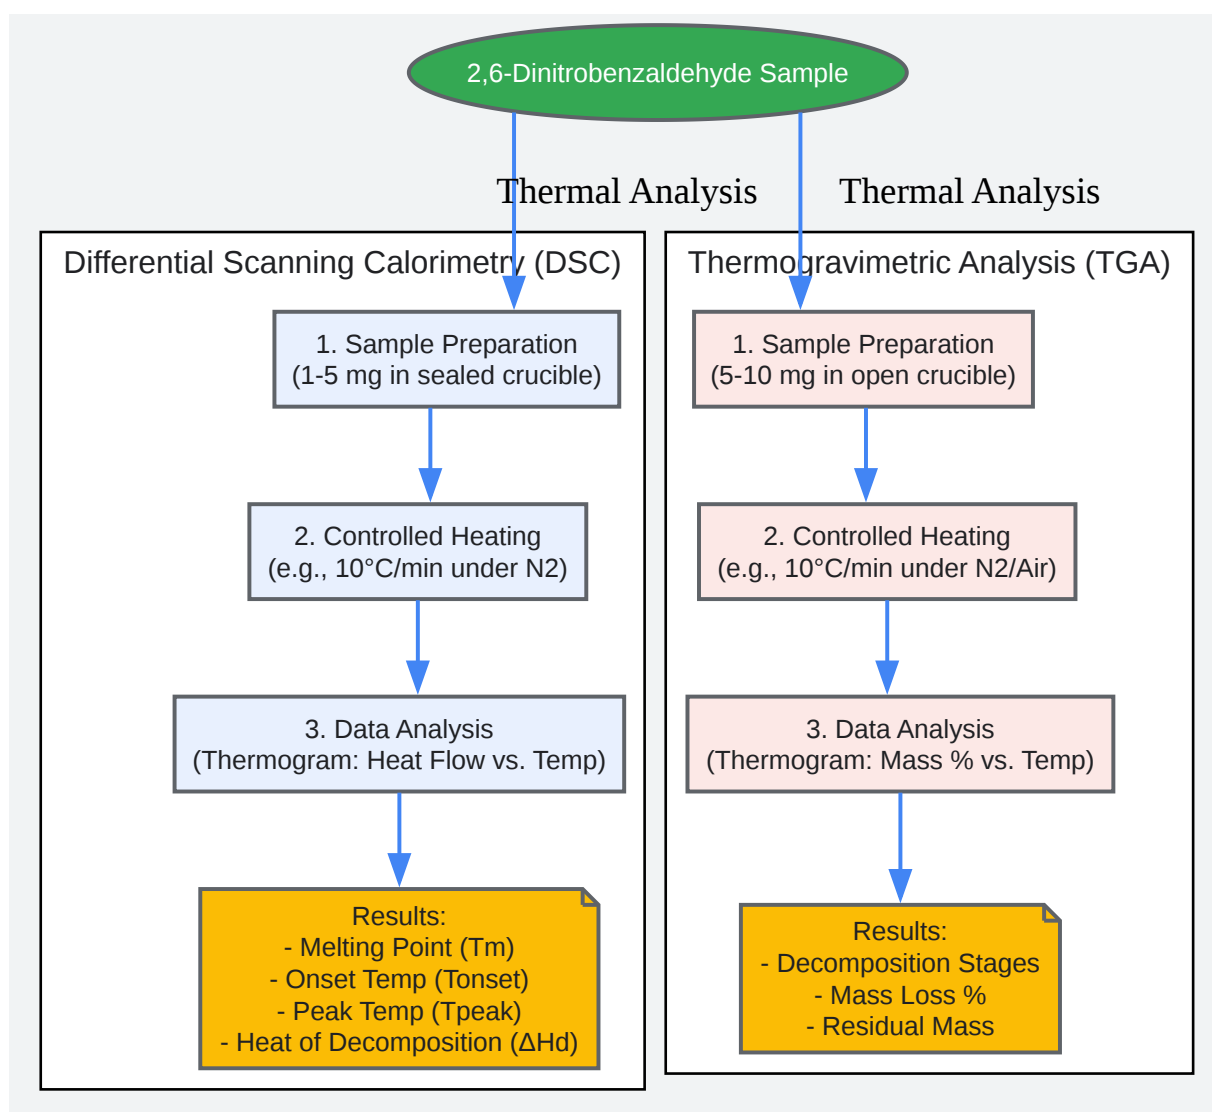 2,6-Dinitrobenzaldehyde Sample
Thermal Analysis
Thermal Analysis
Differential Scanning Calorimetry (DSC)
1. Sample Preparation
(1-5 mg in sealed crucible)
2. Controlled Heating
(e.g., 10°C/min under N2)
3. Data Analysis
(Thermogram: Heat Flow vs. Temp)
Results:
- Melting Point (Tm)
- Onset Temp (Tonset)
- Peak Temp (Tpeak)
- Heat of Decomposition (ΔHd)
Thermogravimetric Analysis (TGA)
1. Sample Preparation
(5-10 mg in open crucible)
2. Controlled Heating
(e.g., 10°C/min under N2/Air)
3. Data Analysis
(Thermogram: Mass % vs. Temp)
Results:
- Decomposition Stages
- Mass Loss %
- Residual Mass